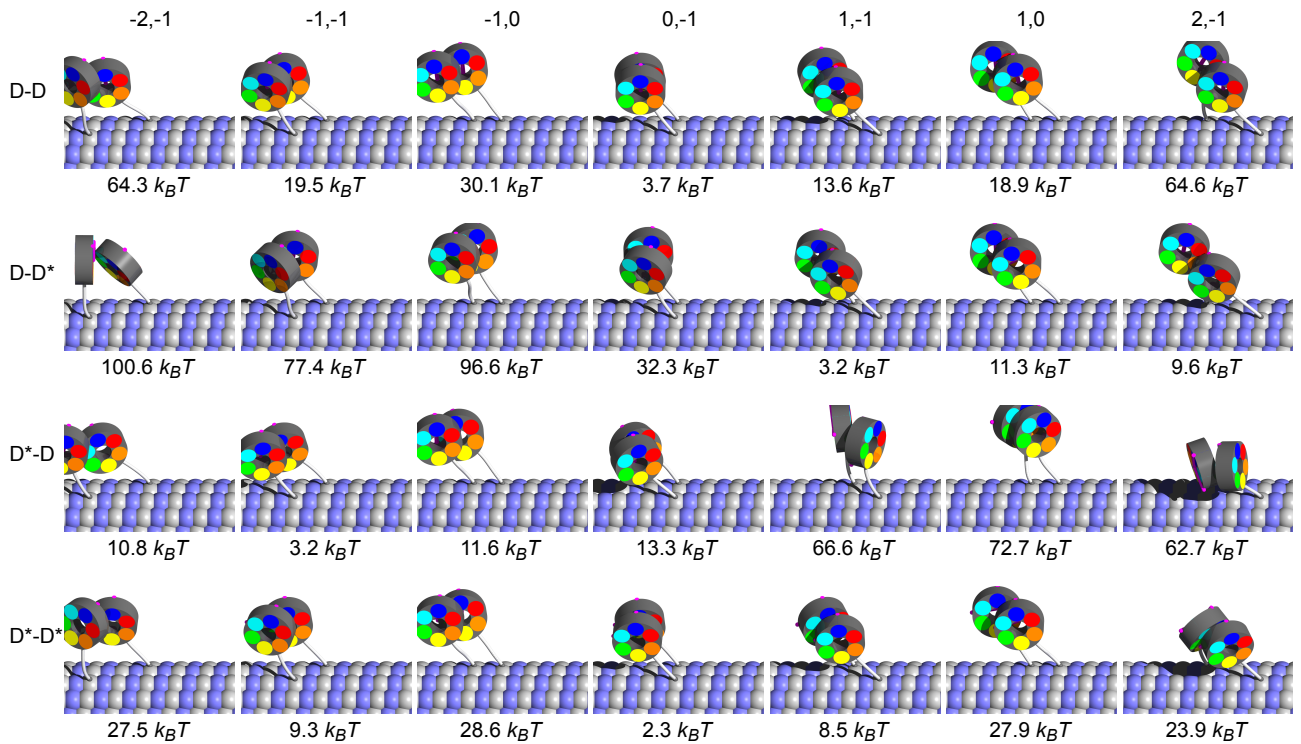 -2,-1 -1,-1 -1,0 0,-1 1,-1 1,0 2,-1
D-D
64.3 kBT 19.5 kBT 30.1 kBT 3.7 kBT 13.6 kBT 18.9 kBT 64.6 kBT
D-D*
100.6 kBT 77.4 kBT 96.6 kBT 32.3 kBT 3.2 kBT 11.3 kBT 9.6 kBT
D*-D
10.8 kBT 3.2 kBT 11.6 kBT 13.3 kBT 66.6 kBT 72.7 kBT 62.7 kBT
D*-D*
27.5 kBT 9.3 kBT 28.6 kBT 2.3 kBT 8.5 kBT 27.9 kBT 23.9 kBT